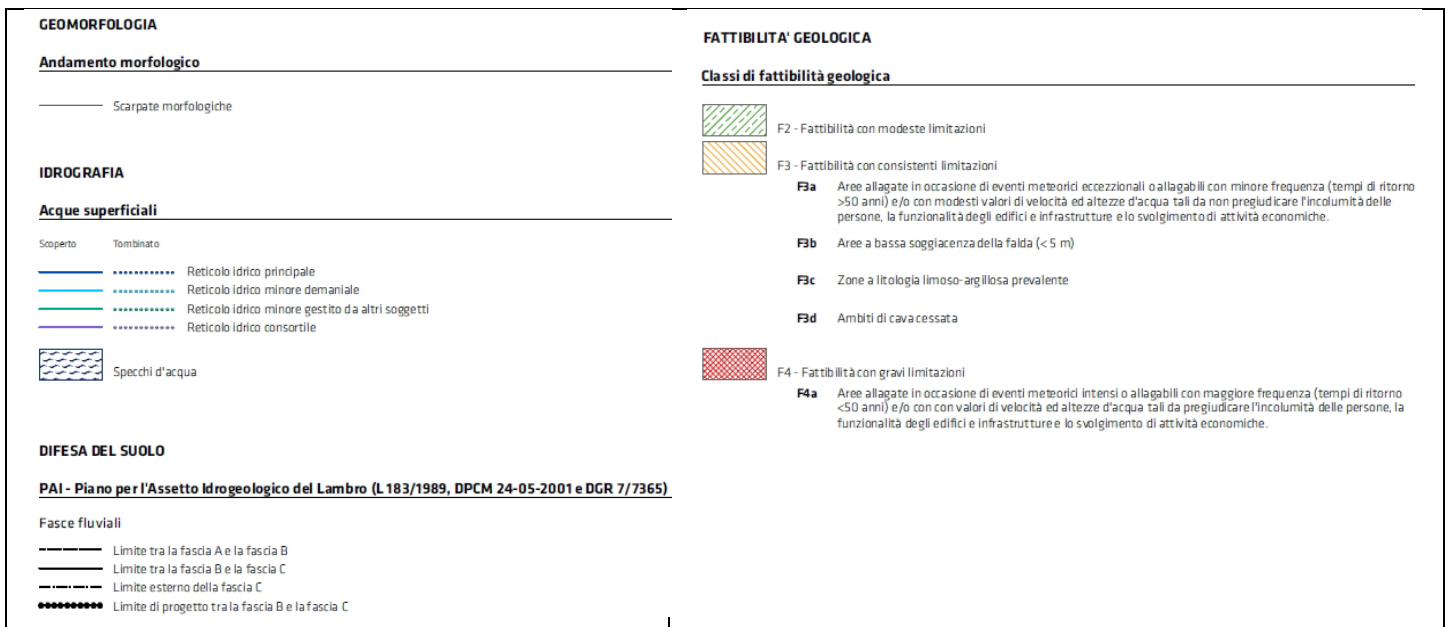 GEOMORFOLOGIA
Andamento morfologico
Scarpate morfologiche
IDROGRAFIA
Acque superficiali
Scoperto Tombinato
Reticolo idrico principale
Reticolo idrico minore demaniale
Reticolo idrico minore gestito da altri soggetti
Reticolo idrico consortile
Specchi d'acqua
DIFESA DEL SUOLO
PAI - Piano per l'Assetto Idrogeologico del Lambro (L 183/1989, DPCM 24-05-2001 e DGR 7/7365)
Fasce fluviali
Limite tra la fascia A e la fascia B
Limite tra la fascia B e la fascia C
Limite esterno della fascia C
Limite di progetto tra la fascia B e la fascia C
FATTIBILITA' GEOLOGICA
Classi di fattibilità geologica
F2 - Fattibilità con modeste limitazioni
F3 - Fattibilità con consistenti limitazioni
F3a Aree allagate in occasione di eventi meteorici eccezzionali o allagabili con minore frequenza (tempi di ritorno
>50 anni) e/o con modesti valori di velocità ed altezze d'acqua tali da non pregiudicare l'incolumità delle
persone, la funzionalità degli edifici e infrastrutture e lo svolgimento di attività economiche.
F3b Aree a bassa soggiacenza della falda (< 5 m)
F3c Zone a litologia limoso-argillosa prevalente
F3d Ambiti di cava cessata
F4 - Fattibilità con gravi limitazioni
F4a Aree allagate in occasione di eventi meteorici intensi o allagabili con maggiore frequenza (tempi di ritorno
<50 anni) e/o con con valori di velocità ed altezze d'acqua tali da pregiudicare l'incolumità delle persone, la
funzionalità degli edifici e infrastrutture e lo svolgimento di attività economiche.